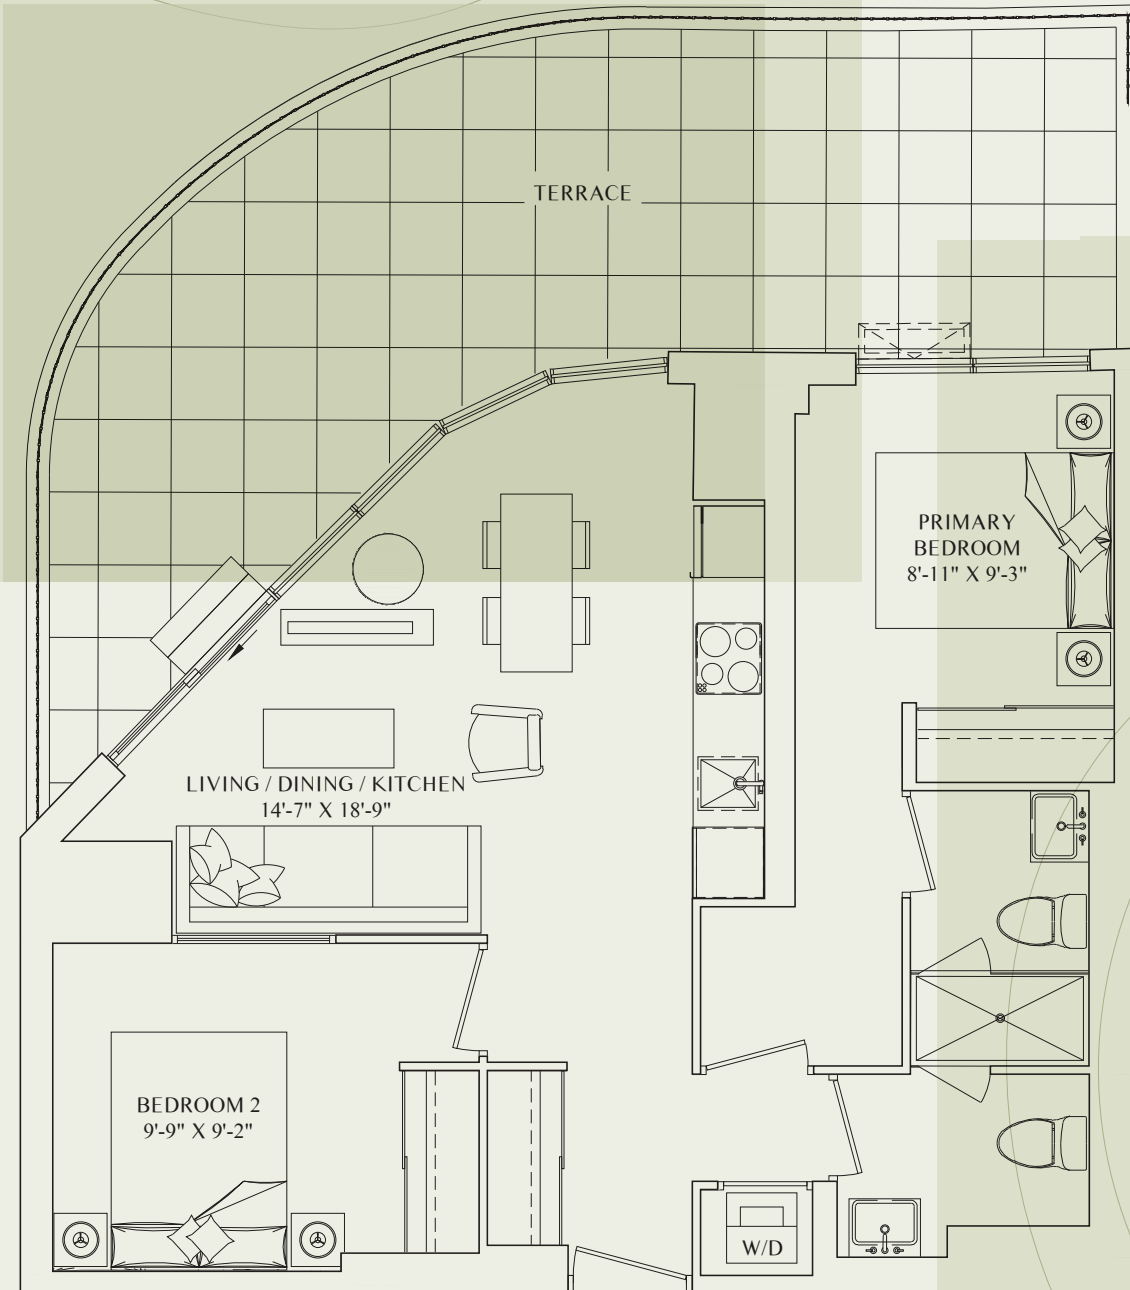 TERRACE
PRIMARY
BEDROOM
8'-11" X 9'-3"
LIVING / DINING / KITCHEN
14'-7" X 18'-9"
BEDROOM 2
9'-9" X 9'-2"
W/D